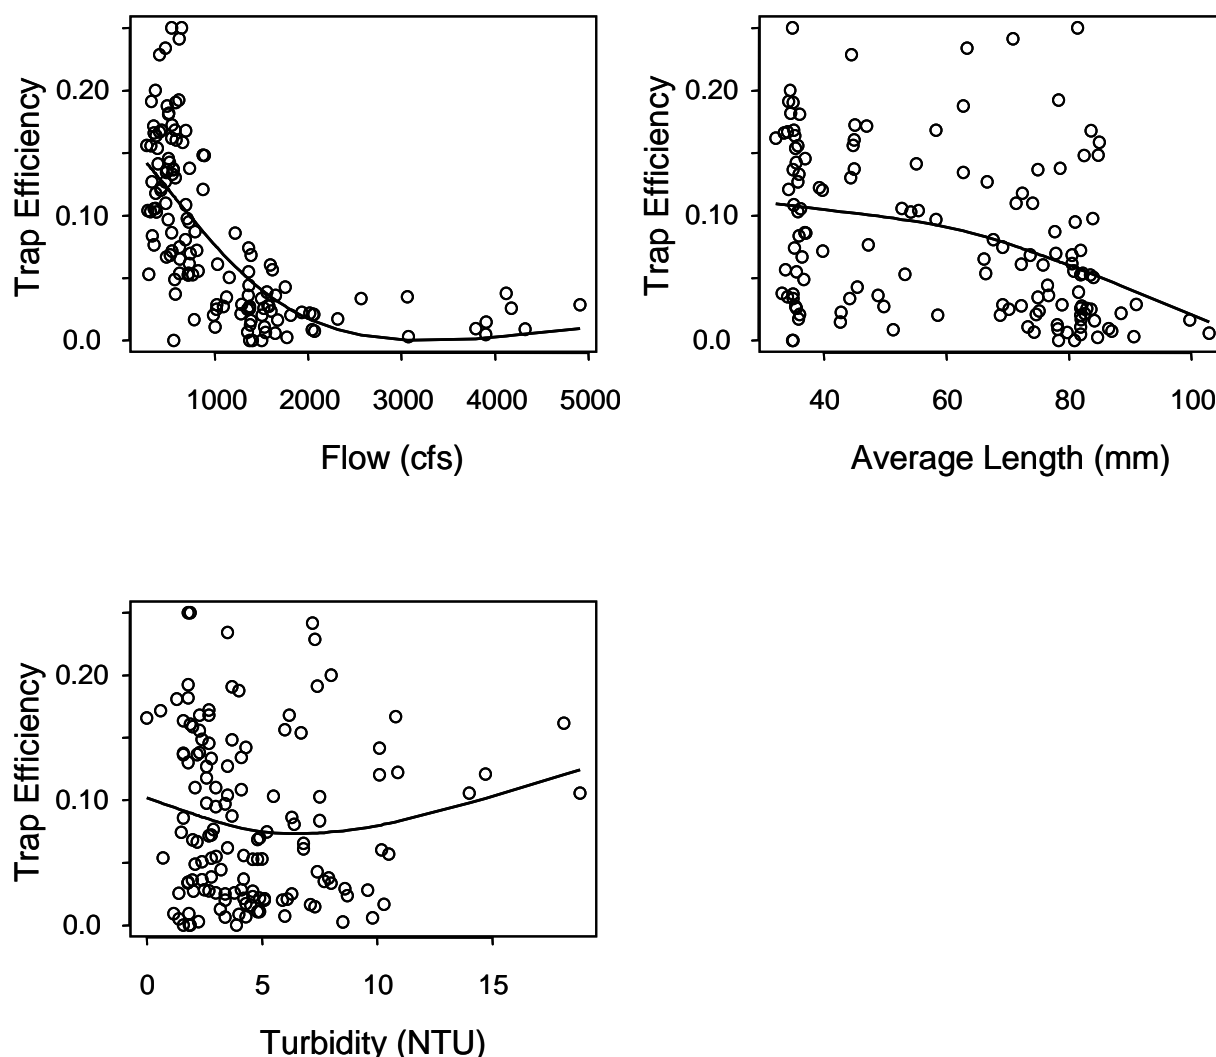 Trap Efficiency
0.20
0.10
0.0
1000 2000 3000 4000 5000
Flow (cfs)
Trap Efficiency
0.20
0.10
0.0
40 60 80 100
Average Length (mm)
Trap Efficiency
0.20
0.10
0.0
0 5 10 15
Turbidity (NTU)